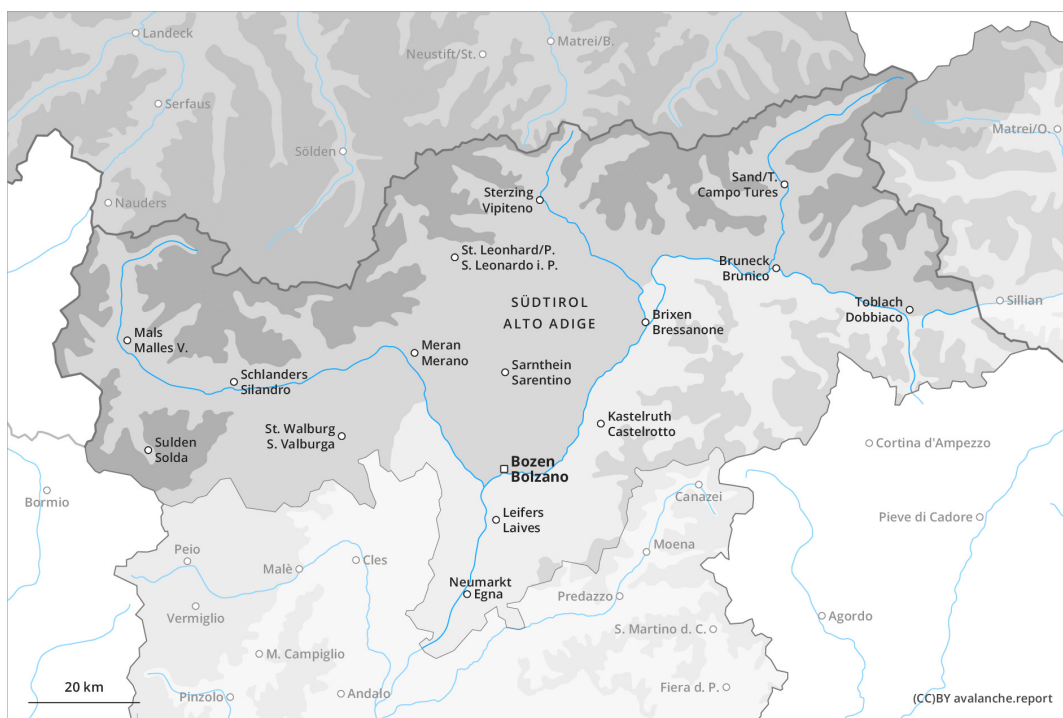 Landeck
Neustift/St.
Matrei/B.
Serfaus
Matrei/O.
Sölden
Sand/T.
Campo Tures
Nauders
Sterzing
Vipiteno
St. Leonhard/P.
S. Leonardo i. P.
Bruneck
Brunico
SÜDTIROL
ALTO ADIGE
Toblach
Dobbiaco
Sillian
Brixen
Bressanone
Mals
Malles V.
Meran
Merano
Sarnthein
Sarentino
Schlanders
Silandro
Kastelruth
Castelrotto
St. Walburg
S. Valburga
Sulden
Solda
Cortina d'Ampezzo
Bozen
Bolzano
Bormio
Canazei
Leifers
Laives
Pieve di Cadore
Peio
Malè
Cles
Moena
Neumarkt
Egna
Predazzo
Vermiglio
Agordo
S. Martino d. C.
M. Campiglio
20 km
Pinzolo
Andalo
Fiera d. P.
(CC)BY avalanche.report